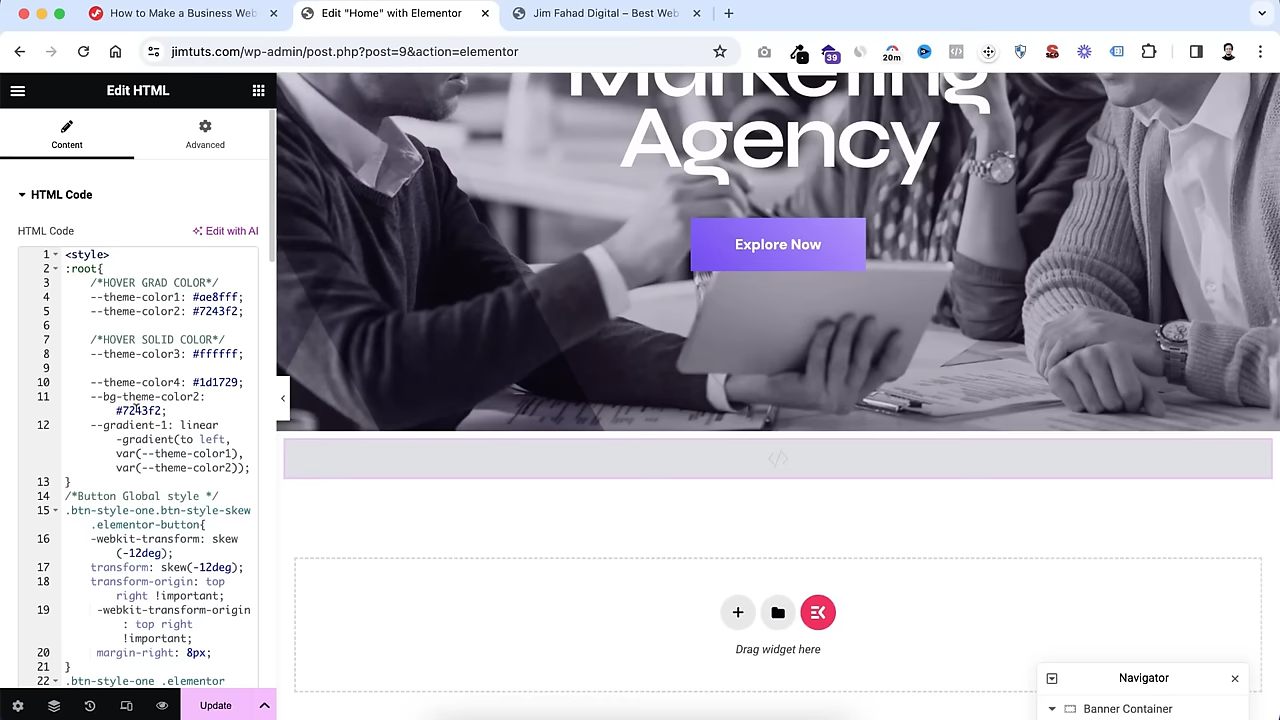 How to Make a Business Web
Edit "Home" with Elementor
Jim Fahad Digital – Best Web
jimtuts.com/wp-admin/post.php?post=9&action=elementor
39
20m
Edit HTML
Content
Advanced
HTML Code
HTML Code
Edit with AI
1 <style>
2 :root{
3 /*HOVER GRAD COLOR*/
4 --theme-color1: #ae8fff;
5 --theme-color2: #7243f2;
6
7 /*HOVER SOLID COLOR*/
8 --theme-color3: #ffffff;
9
10 --theme-color4: #1d1729;
11 --bg-theme-color2:
#7243f2;
12 --gradient-1: linear
-gradient(to left,
var(--theme-color1),
var(--theme-color2));
13 }
14 /*Button Global style */
15 .btn-style-one.btn-style-skew
.elementor-button{
16 -webkit-transform: skew
(-12deg);
17 transform: skew(-12deg);
18 transform-origin: top
right !important;
19 -webkit-transform-origin
: top right
!important;
20 margin-right: 8px;
21 }
22 .btn-style-one .elementor
Update
Marketing
Agency
Explore Now
Drag widget here
Navigator
Banner Container